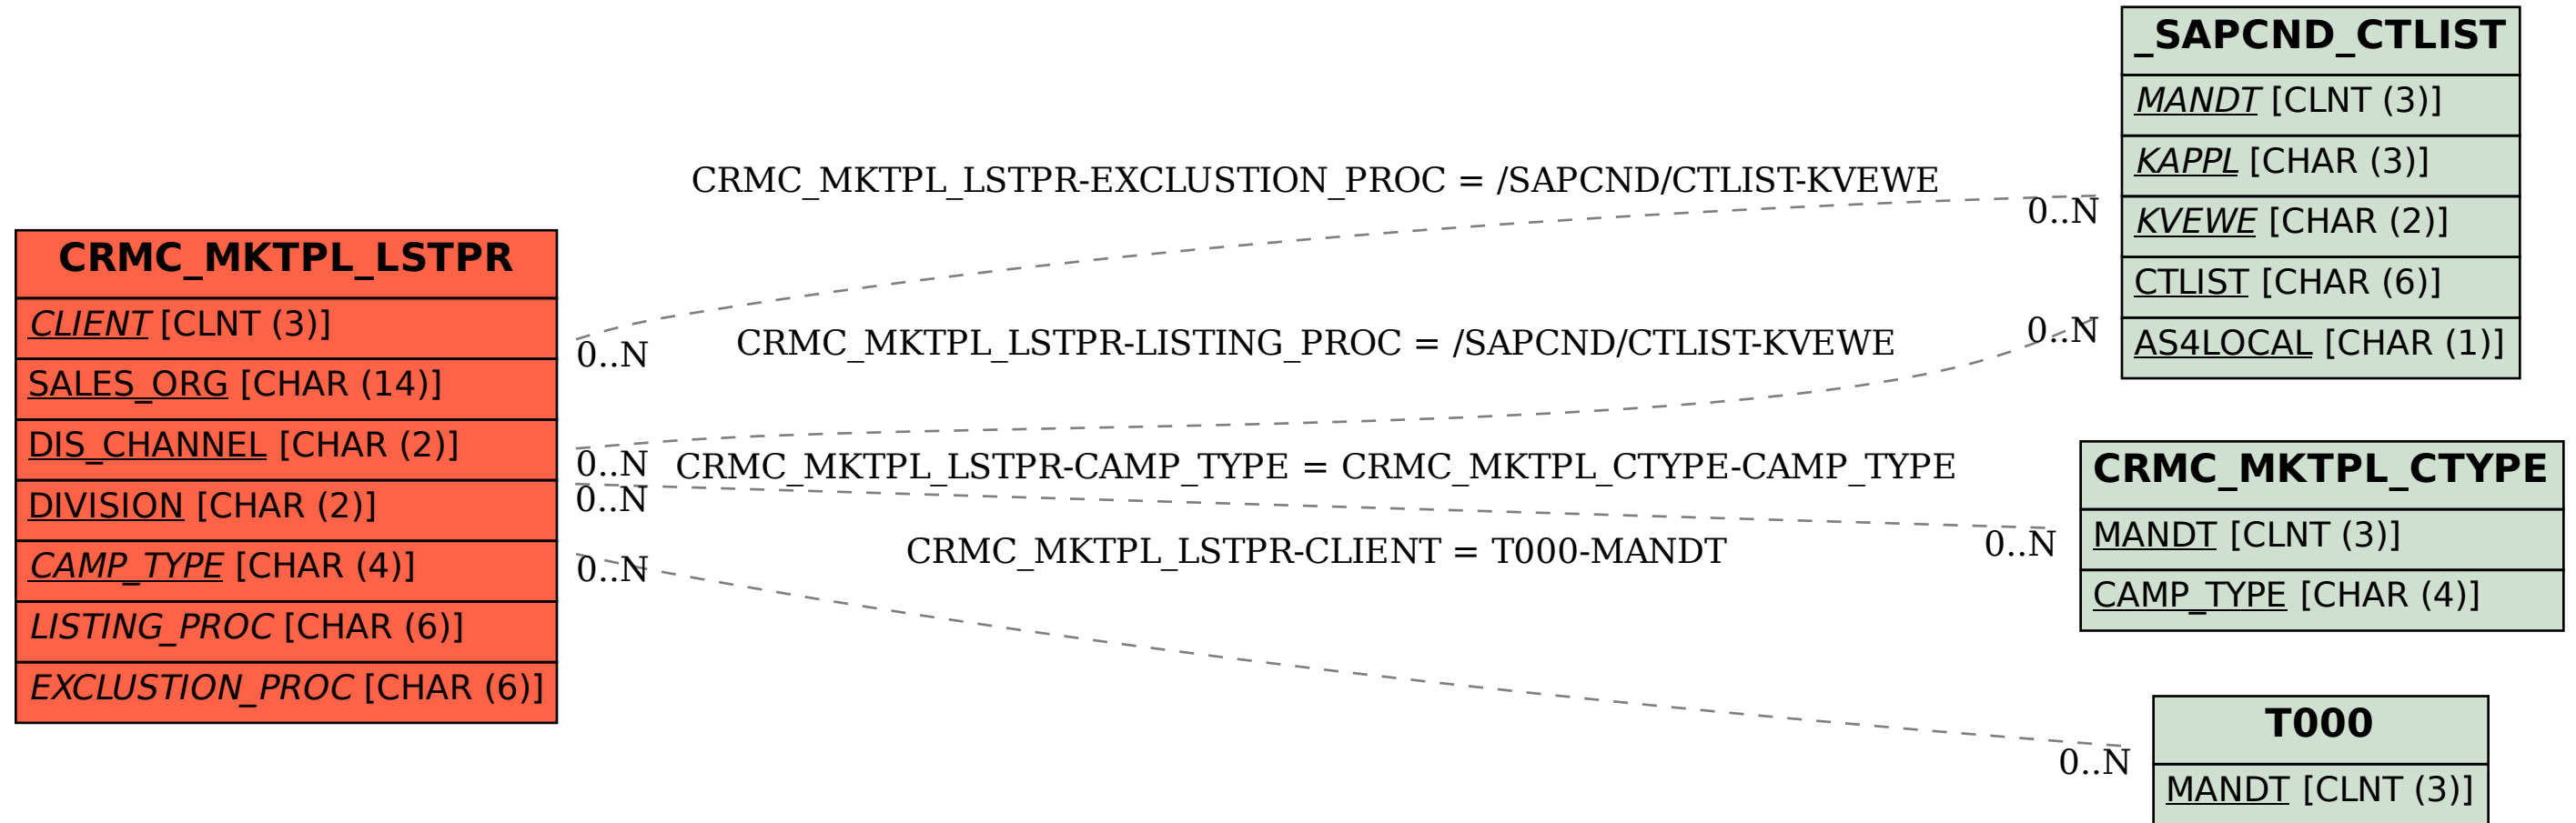 CRMC_MKTPL_LSTPR
CLIENT [CLNT (3)]
SALES_ORG [CHAR (14)]
DIS_CHANNEL [CHAR (2)]
DIVISION [CHAR (2)]
CAMP_TYPE [CHAR (4)]
LISTING_PROC [CHAR (6)]
EXCLUSTION_PROC [CHAR (6)]
CRMC_MKTPL_LSTPR-EXCLUSTION_PROC = /SAPCND/CTLIST-KVEWE
0..N
0..N
CRMC_MKTPL_LSTPR-LISTING_PROC = /SAPCND/CTLIST-KVEWE
0..N
0..N
CRMC_MKTPL_LSTPR-CAMP_TYPE = CRMC_MKTPL_CTYPE-CAMP_TYPE
0..N
0..N
CRMC_MKTPL_LSTPR-CLIENT = T000-MANDT
0..N
0..N
_SAPCND_CTLIST
MANDT [CLNT (3)]
KAPPL [CHAR (3)]
KVEWE [CHAR (2)]
CTLIST [CHAR (6)]
AS4LOCAL [CHAR (1)]
CRMC_MKTPL_CTYPE
MANDT [CLNT (3)]
CAMP_TYPE [CHAR (4)]
T000
MANDT [CLNT (3)]